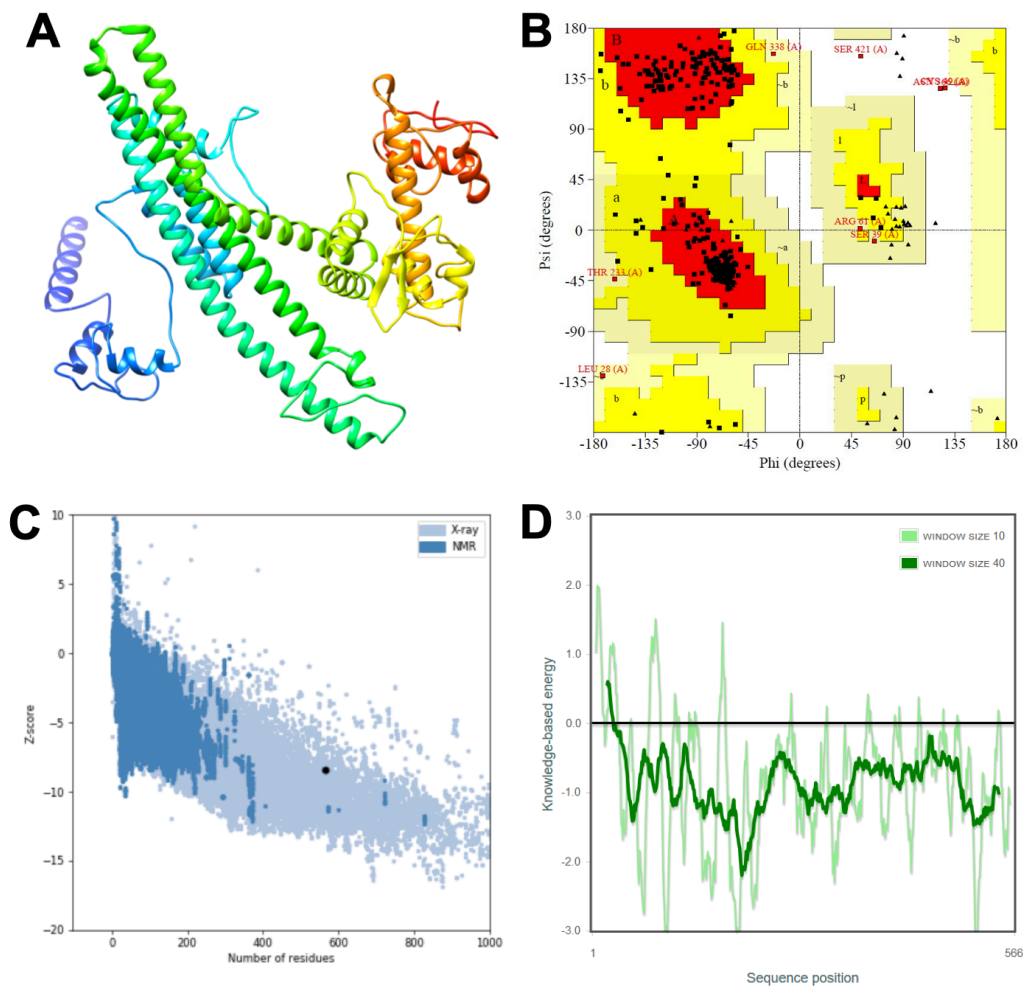 A
B
180
135
90
45
0
-45
-90
-135
-180
-135
-90
-45
0
45
90
135
180
Psi (degrees)
Phi (degrees)
B
GLN 338 (A)
SER 421 (A)
~b
b
b
~b
~l
l
L
a
ARG 61 (A)
SER 39 (A)
~a
THR 233 (A)
LEU 28 (A)
~p
b
p
~b
C
10
5
0
−5
−10
−15
−20
0
200
400
600
800
1000
Z-score
Number of residues
X-ray
NMR
D
3.0
2.0
1.0
0.0
-1.0
-2.0
-3.0
WINDOW SIZE 10
WINDOW SIZE 40
Knowledge-based energy
1
566
Sequence position